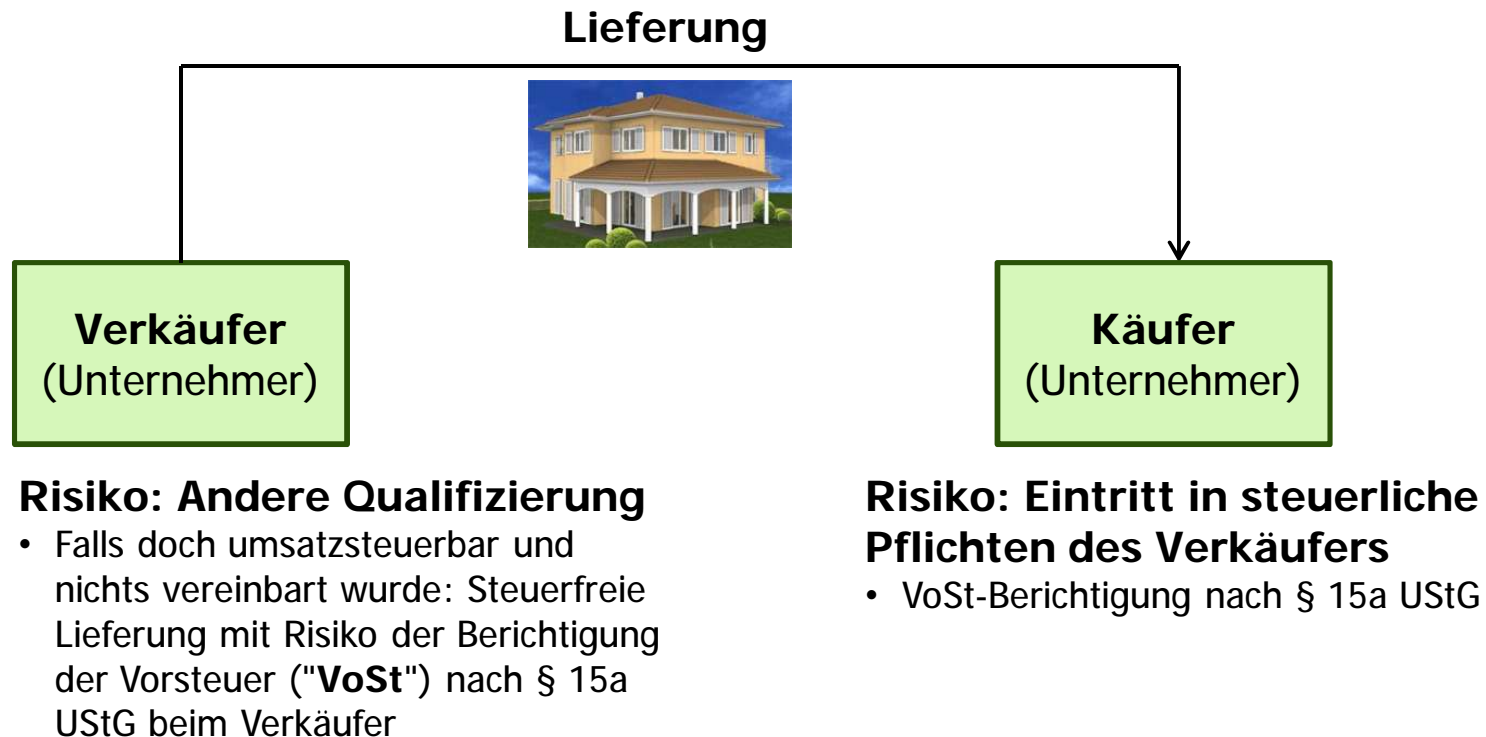 Lieferung
Verkäufer
(Unternehmer)
Käufer
(Unternehmer)
Risiko: Andere Qualifizierung
• Falls doch umsatzsteuerbar und
nichts vereinbart wurde: Steuerfreie
Lieferung mit Risiko der Berichtigung
der Vorsteuer ("VoSt") nach § 15a
UStG beim Verkäufer
Risiko: Eintritt in steuerliche
Pflichten des Verkäufers
• VoSt-Berichtigung nach § 15a UStG